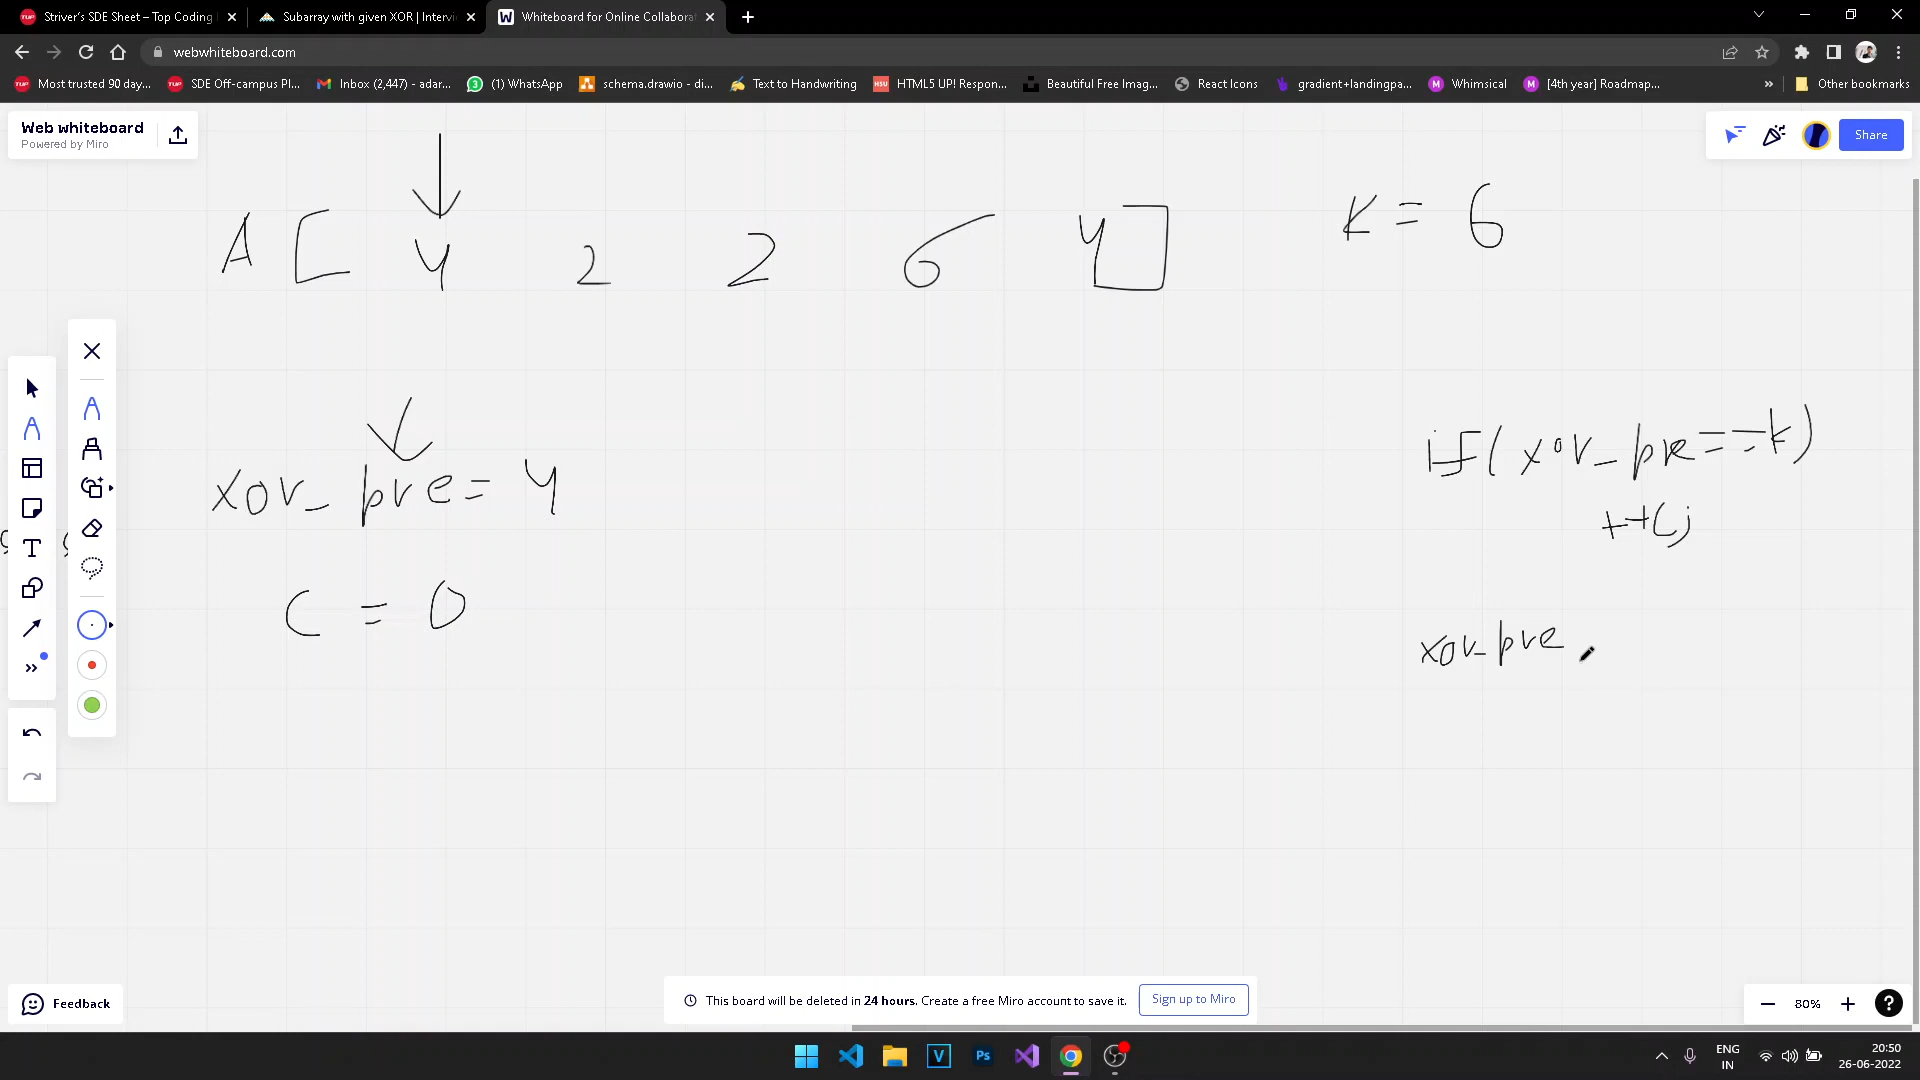 Striver's SDE Sheet – Top Coding
Subarray with given XOR | Intervi
Whiteboard for Online Collabora
webwhiteboard.com
Most trusted 90 day...
SDE Off-campus Pl...
Inbox (2,447) - adar...
(1) WhatsApp
schema.drawio - di...
Text to Handwriting
HTML5 UP! Respon...
Beautiful Free Imag...
React Icons
gradient+landingpa...
Whimsical
[4th year] Roadmap...
»
Other bookmarks
Web whiteboard
Powered by Miro
Share
A [ 4 2 2 6 4 ]
K = 6
if( xor_pre==k)
xor_pre = 4
++c;
c = 0
xor_pre
Feedback
This board will be deleted in 24 hours. Create a free Miro account to save it.
Sign up to Miro
80%
ENG
IN
20:50
26-06-2022